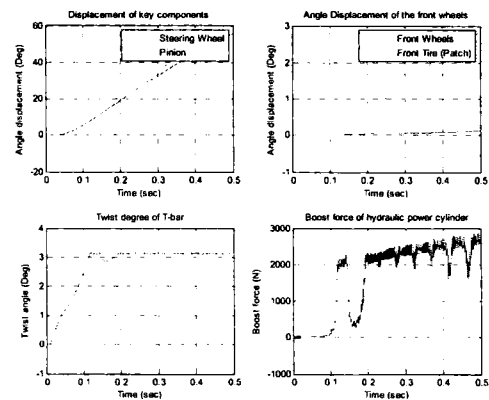 Displacement of key components
Angle displacement (Deg)
60
40
20
0
-20
Steering Wheel
Pinion
0
0.1
0.2
0.3
0.4
0.5
Time (sec)
Angle Displacement of the front wheels
Angle displacement (Deg)
3
2
1
0
-1
Front Wheels
Front Tire (Patch)
0
0.1
0.2
0.3
0.4
0.5
Time (sec)
Twist degree of T-bar
Twist angle (Deg)
4
3
2
1
0
-1
0
0.1
0.2
0.3
0.4
0.5
Time (sec)
Boost force of hydraulic power cylinder
Boost force (N)
3000
2000
1000
0
-1000
0
0.1
0.2
0.3
0.4
0.5
Time (sec)